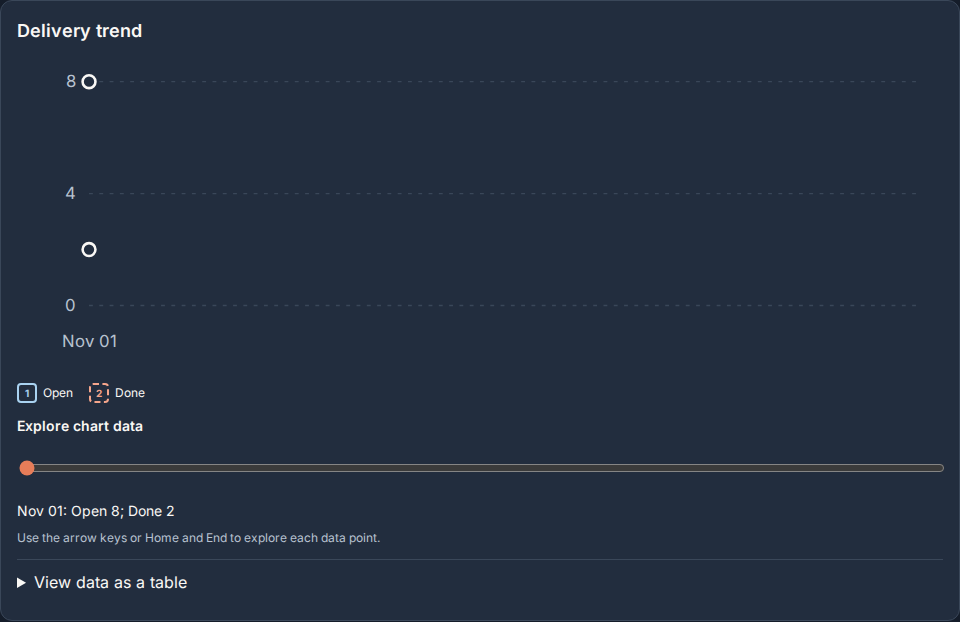 Delivery trend
8
4
0
Nov 01
1 Open 2 Done
Explore chart data
Nov 01: Open 8; Done 2
Use the arrow keys or Home and End to explore each data point.
View data as a table